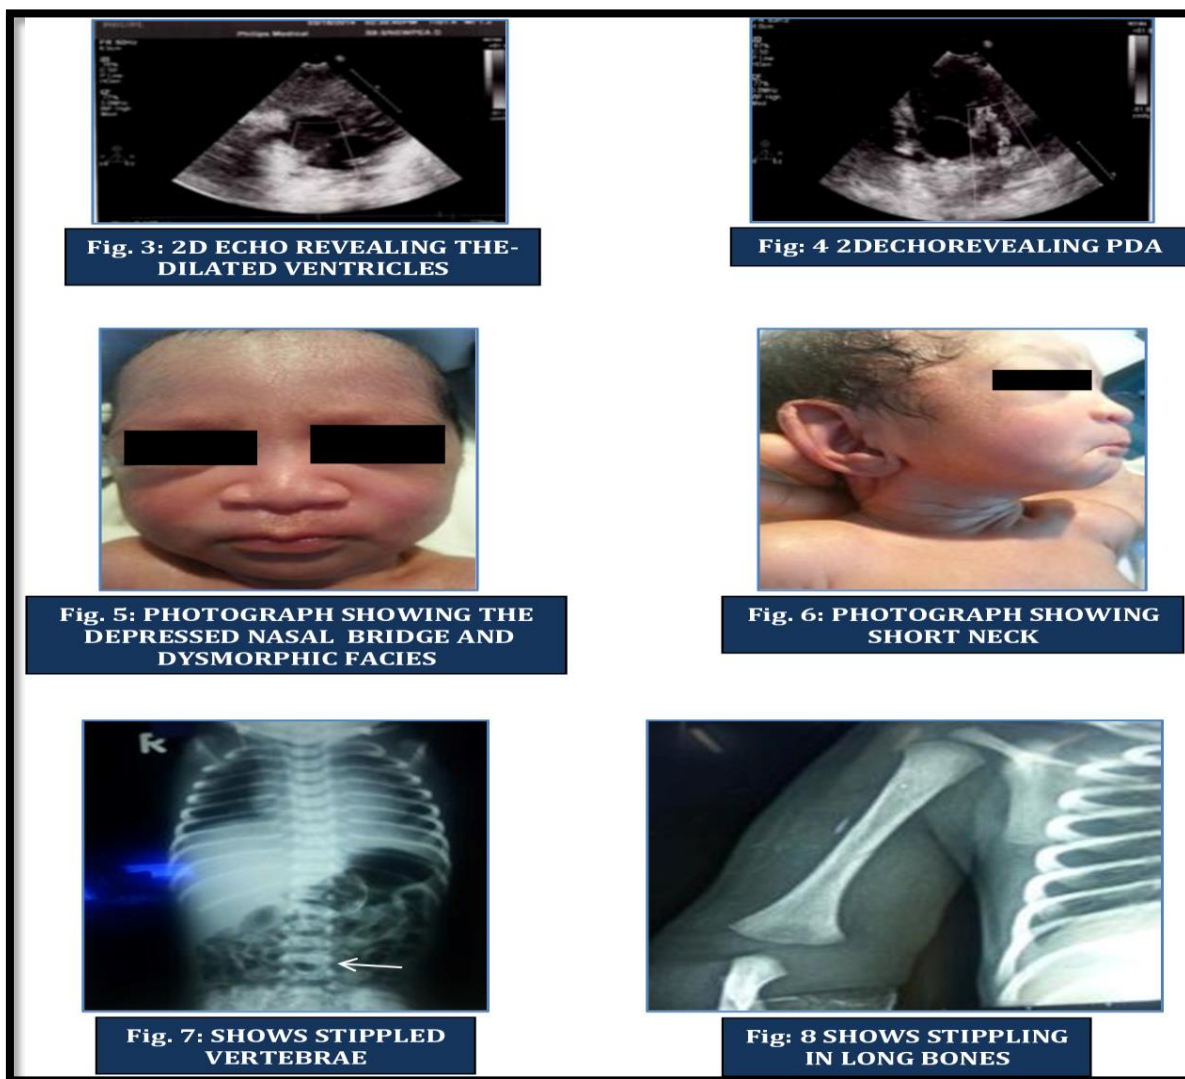 Philips Medical
Fig. 3: 2D ECHO REVEALING THE-
DILATED VENTRICLES
Fig: 4 2DECHOREVEALING PDA
Fig. 5: PHOTOGRAPH SHOWING THE
DEPRESSED NASAL BRIDGE AND
DYSMORPHIC FACIES
Fig. 6: PHOTOGRAPH SHOWING
SHORT NECK
R
Fig. 7: SHOWS STIPPLED
VERTEBRAE
Fig: 8 SHOWS STIPPLING
IN LONG BONES